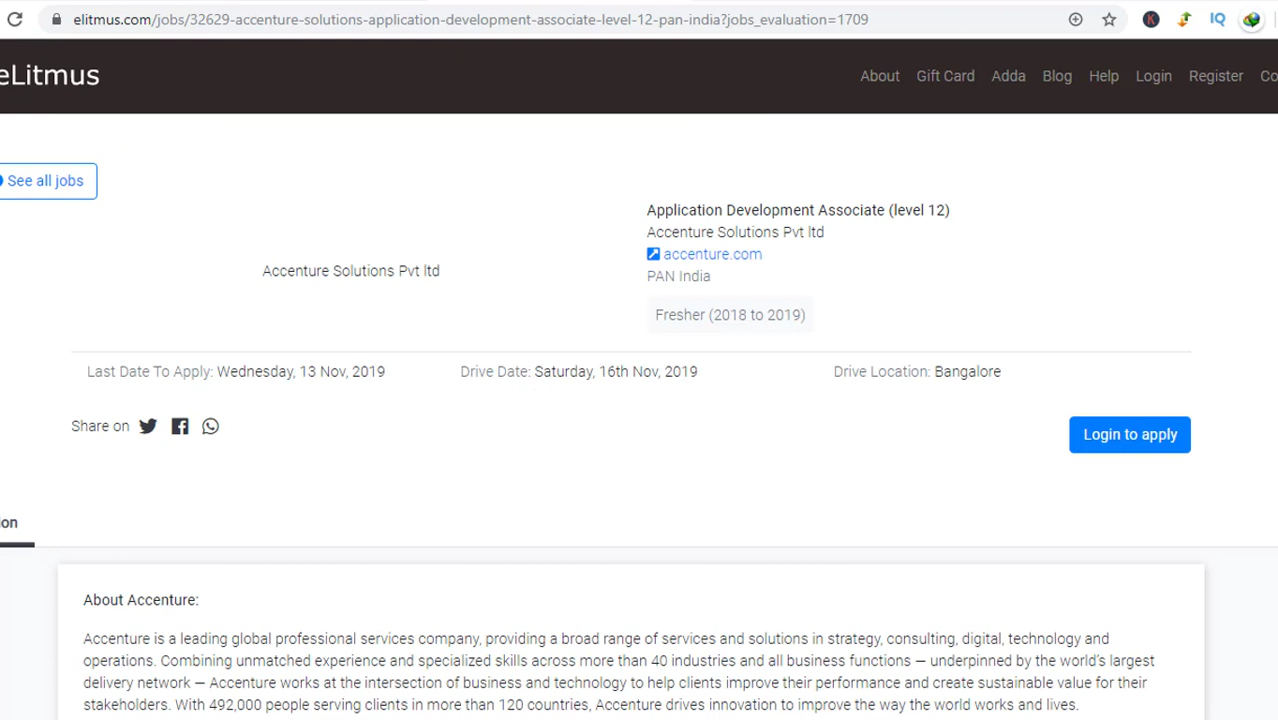 elitmus.com/jobs/32629-accenture-solutions-application-development-associate-level-12-pan-india?jobs_evaluation=1709
K
IQ
eLitmus
About Gift Card Adda Blog Help Login Register Co
See all jobs
Application Development Associate (level 12)
Accenture Solutions Pvt ltd
accenture.com
Accenture Solutions Pvt ltd
PAN India
Fresher (2018 to 2019)
Last Date To Apply: Wednesday, 13 Nov, 2019 Drive Date: Saturday, 16th Nov, 2019 Drive Location: Bangalore
Share on
Login to apply
ion
About Accenture:
Accenture is a leading global professional services company, providing a broad range of services and solutions in strategy, consulting, digital, technology and
operations. Combining unmatched experience and specialized skills across more than 40 industries and all business functions — underpinned by the world's largest
delivery network — Accenture works at the intersection of business and technology to help clients improve their performance and create sustainable value for their
stakeholders. With 492,000 people serving clients in more than 120 countries, Accenture drives innovation to improve the way the world works and lives.